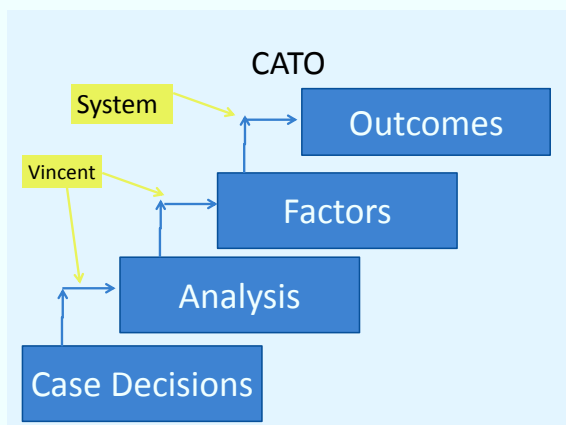 CATO
System
Outcomes
Vincent
Factors
Analysis
Case Decisions